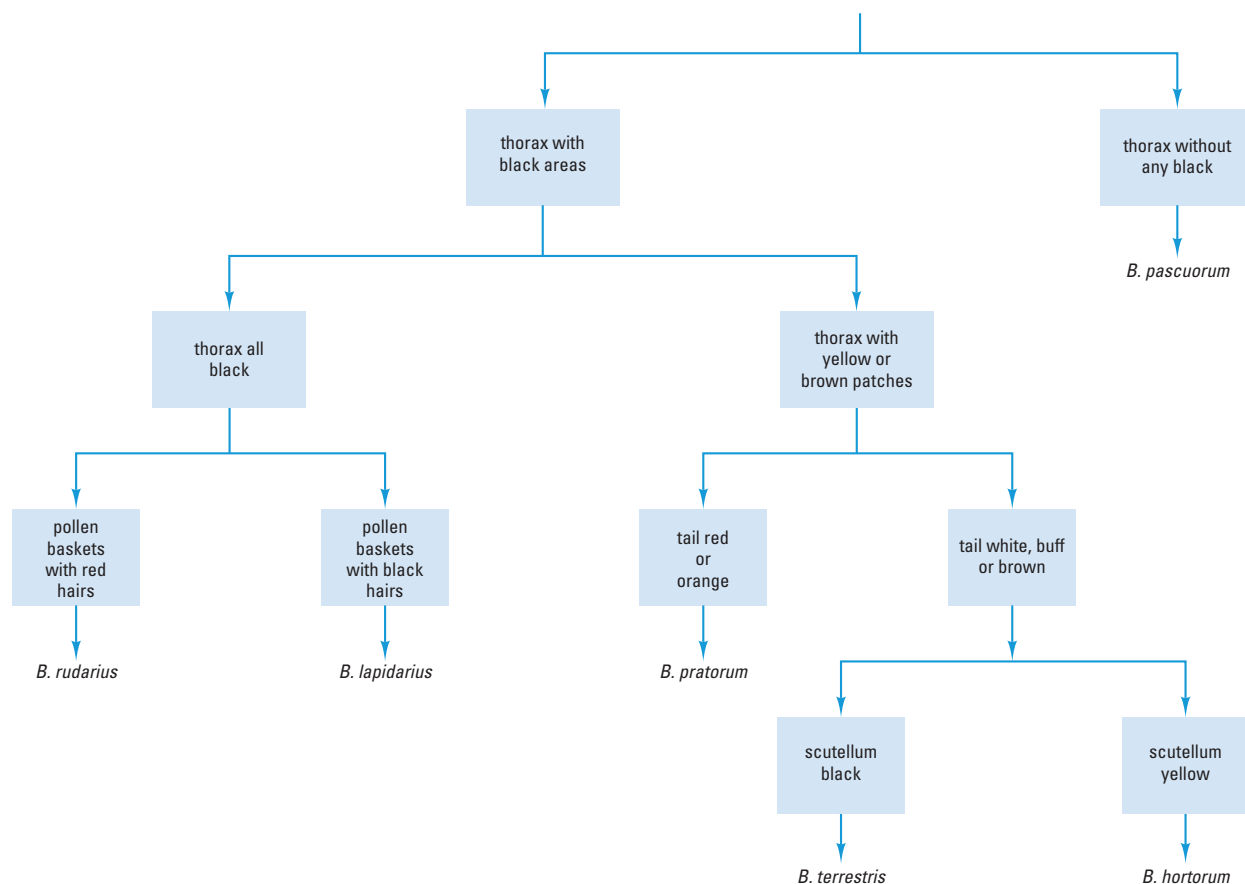 thorax with
black areas
thorax without
any black
B. pascuorum
thorax all
black
thorax with
yellow or
brown patches
pollen
baskets
with red
hairs
pollen
baskets
with black
hairs
tail red
or
orange
tail white, buff
or brown
B. rudarius
B. lapidarius
B. pratorum
scutellum
black
scutellum
yellow
B. terrestris
B. hortorum